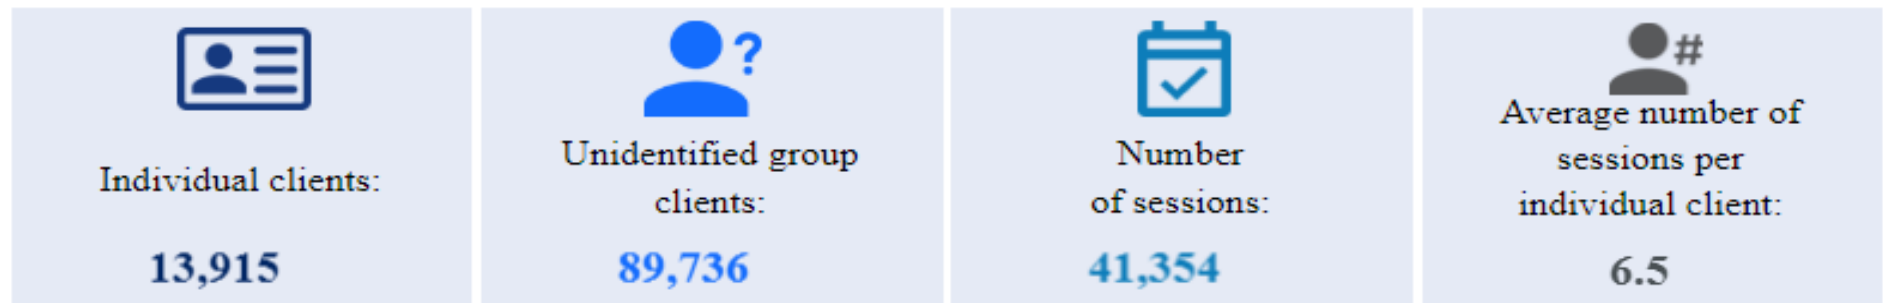 Individual clients:
13,915
?
Unidentified group
clients:
89,736
Number
of sessions:
41,354
#
Average number of
sessions per
individual client:
6.5